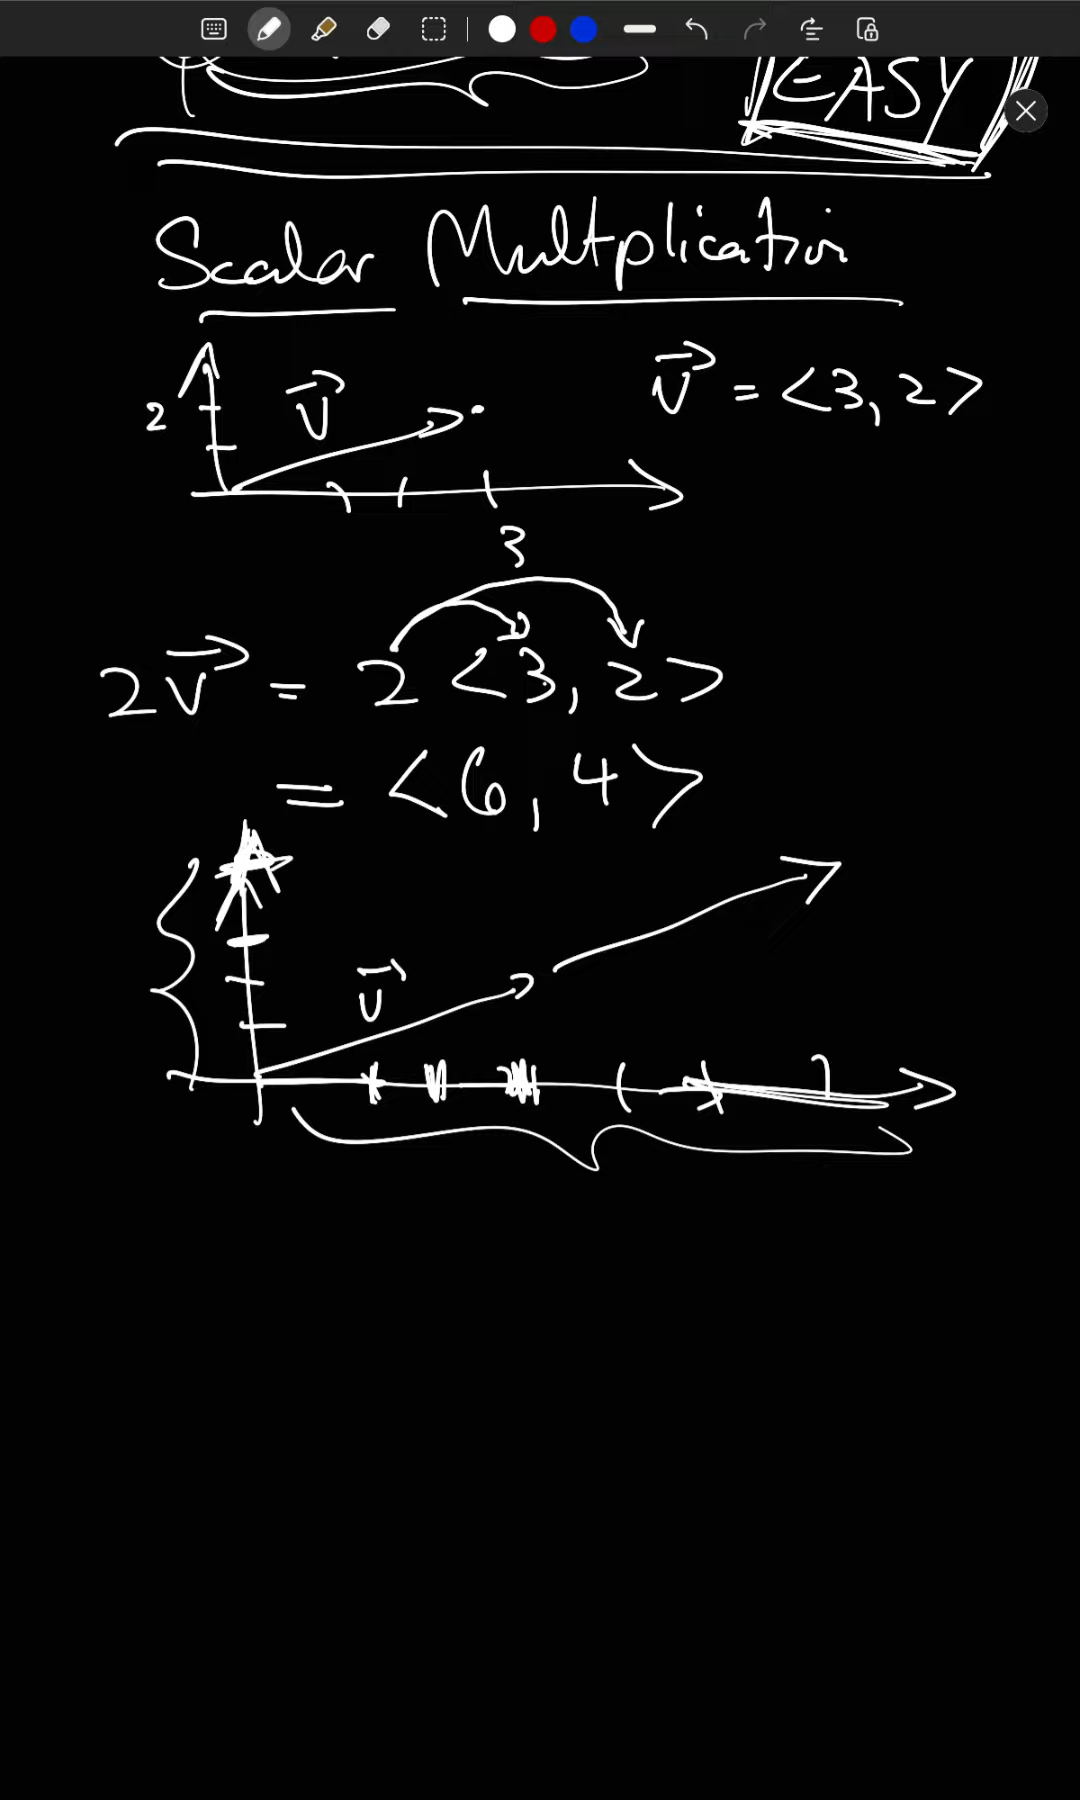 EASY
Scalar Multplication
2 v v = <3, 2>
3
2v = 2 <3, 2>
= <6, 4>
v